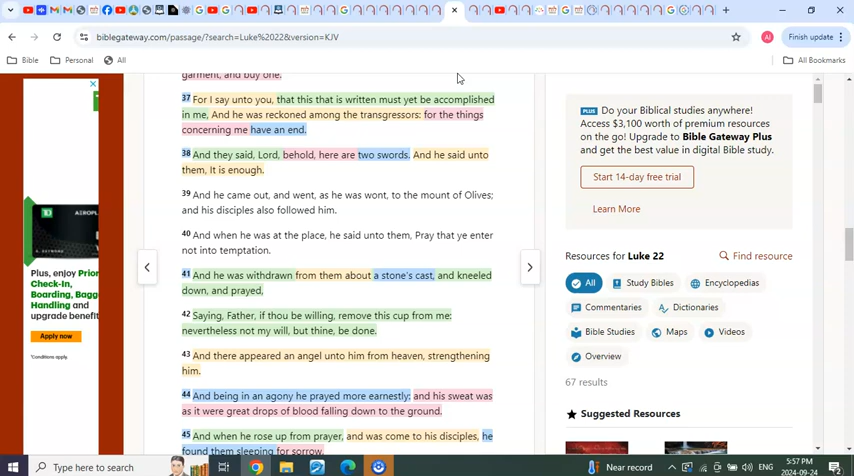 Finish update
biblegateway.com/passage/?search=Luke%2022&version=KJV
Bible
Personal
All
All Bookmarks
garment, and buy one.
37 For I say unto you, that this that is written must yet be accomplished
in me, And he was reckoned among the transgressors: for the things
concerning me have an end.
38 And they said, Lord, behold, here are two swords. And he said unto
them, It is enough.
39 And he came out, and went, as he was wont, to the mount of Olives;
and his disciples also followed him.
40 And when he was at the place, he said unto them, Pray that ye enter
not into temptation.
41 And he was withdrawn from them about a stone's cast, and kneeled
down, and prayed,
42 Saying, Father, if thou be willing, remove this cup from me:
nevertheless not my will, but thine, be done.
43 And there appeared an angel unto him from heaven, strengthening
him.
44 And being in an agony he prayed more earnestly: and his sweat was
as it were great drops of blood falling down to the ground.
45 And when he rose up from prayer, and was come to his disciples, he
found them sleeping for sorrow,
TD
AEROPL
Plus, enjoy Prior
Check-In,
Boarding, Bagg
Handling and
upgrade benefit
Apply now
*Conditions apply.
PLUS Do your Biblical studies anywhere!
Access $3,100 worth of premium resources
on the go! Upgrade to Bible Gateway Plus
and get the best value in digital Bible study.
Start 14-day free trial
Learn More
Resources for Luke 22
Find resource
All
Study Bibles
Encyclopedias
Commentaries
Dictionaries
Bible Studies
Maps
Videos
Overview
67 results
Suggested Resources
Type here to search
Near record
ENG
5:57 PM
2024-09-24
2